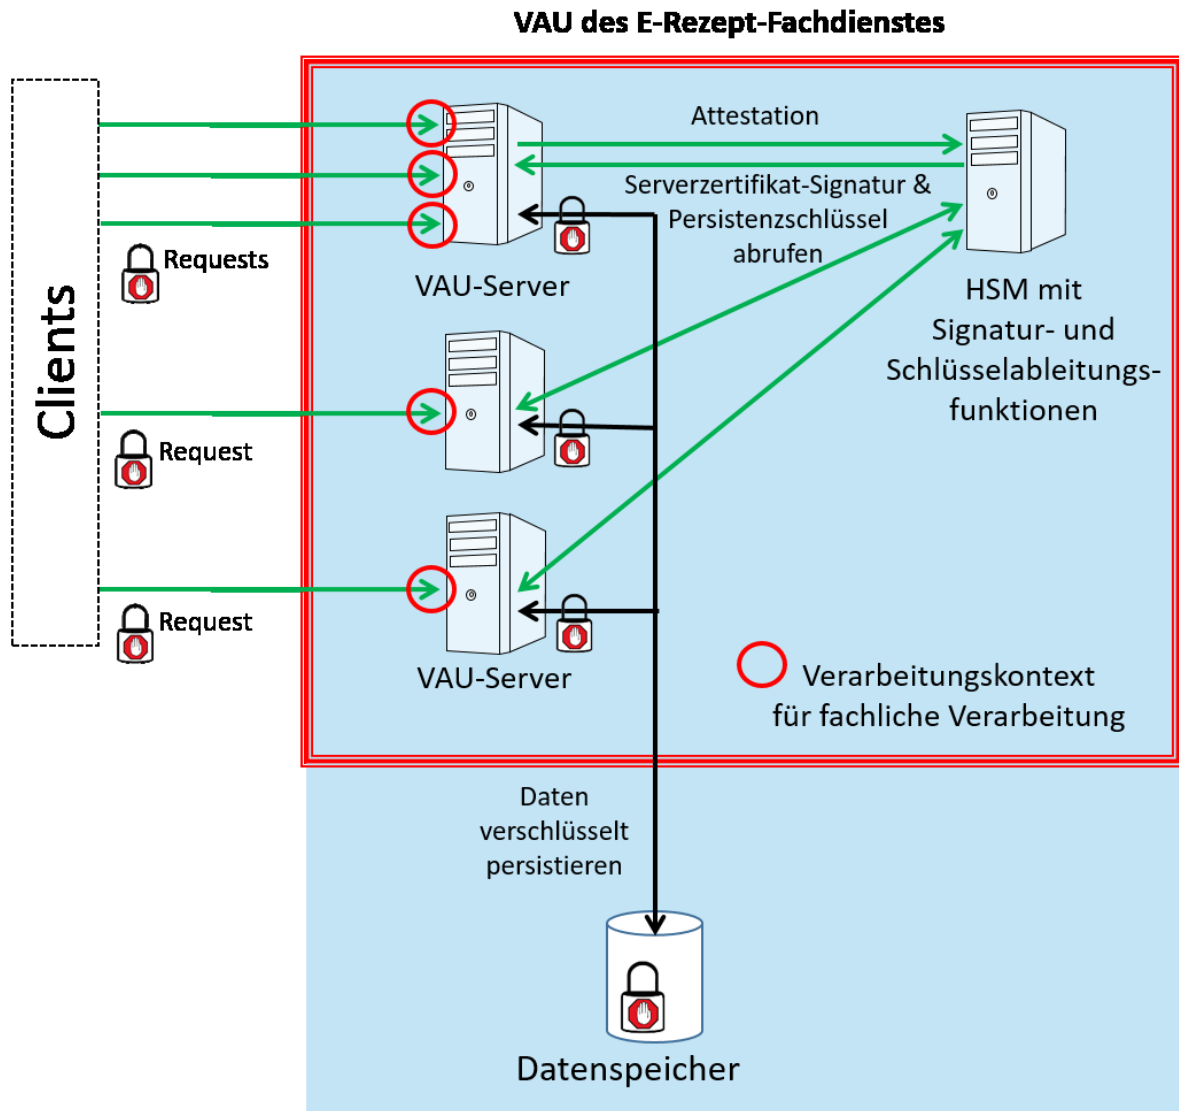 VAU des E-Rezept-Fachdienstes
Clients
Requests
Request
Request
Attestation
Serverzertifikat-Signatur &
Persistenzschlüssel
abrufen
VAU-Server
HSM mit
Signatur- und
Schlüsselableitungs-
funktionen
VAU-Server
Verarbeitungskontext
für fachliche Verarbeitung
Daten
verschlüsselt
persistieren
Datenspeicher